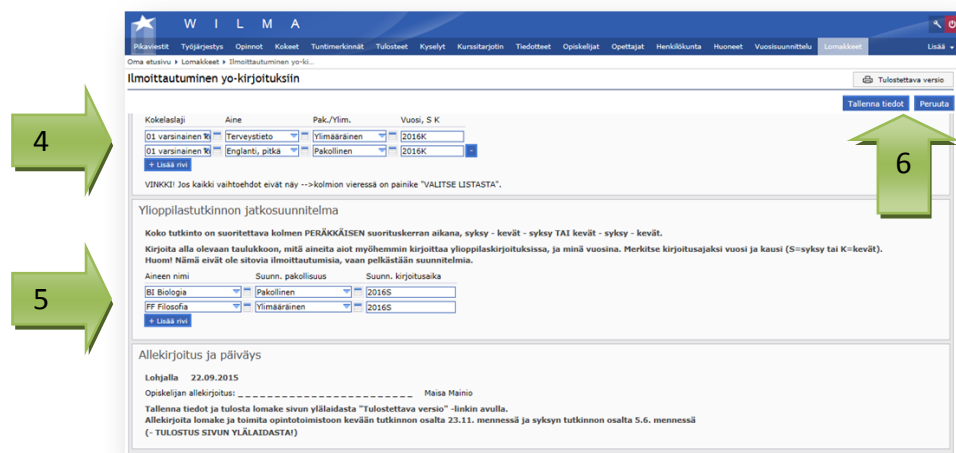 W I L M A
Pikaviestit Työjärjestys Opinnot Kokeet Tuntimerkinnät Tulosteet Kyselyt Kurssitarjotin Tiedotteet Opiskelijat Opettajat Henkilökunta Huoneet Vuosisuunnittelu Lomakkeet Lisää
Oma etusivu Lomakkeet Ilmoittautuminen yo-ki...
Ilmoittautuminen yo-kirjoituksiin
Tulostettava versio
Tallenna tiedot Peruuta
Kokelaslaji Aine Pak./Ylim. Vuosi, S K
01 varsinainen Terveystieto Ylimääräinen 2016K
01 varsinainen Englanti, pitkä Pakollinen 2016K
+ Lisää rivi
VINKKI! Jos kaikki vaihtoehdot eivät näy -->kolmion vieressä on painike "VALITSE LISTASTA".
4
6
Ylioppilastutkinnon jatkosuunnitelma
Koko tutkinto on suoritettava kolmen PERÄKKÄISEN suorituskerran aikana, syksy - kevät - syksy TAI kevät - syksy - kevät.
Kirjoita alla olevaan taulukkoon, mitä aineita aiot myöhemmin kirjoittaa ylioppilaskirjoituksissa, ja minä vuosina. Merkitse kirjoitusajaksi vuosi ja kausi (S=syksy tai K=kevät).
Huom! Nämä eivät ole sitovia ilmoittautumisia, vaan pelkästään suunnitelmia.
Aineen nimi Suunn. pakollisuus Suunn. kirjoitusaika
BI Biologia Pakollinen 2016S
FF Filosofia Ylimääräinen 2016S
+ Lisää rivi
5
Allekirjoitus ja päiväys
Lohjalla 22.09.2015
Opiskelijan allekirjoitus: _ _ _ _ _ _ _ _ _ _ _ _ _ _ _ _ _ _ _ _ _ _ _ _ Maisa Mainio
Tallenna tiedot ja tulosta lomake sivun ylälaidasta "Tulostettava versio" -linkin avulla.
Allekirjoita lomake ja toimita opintotoimistoon kevään tutkinnon osalta 23.11. mennessä ja syksyn tutkinnon osalta 5.6. mennessä
(- TULOSTUS SIVUN YLÄLAIDASTA!)